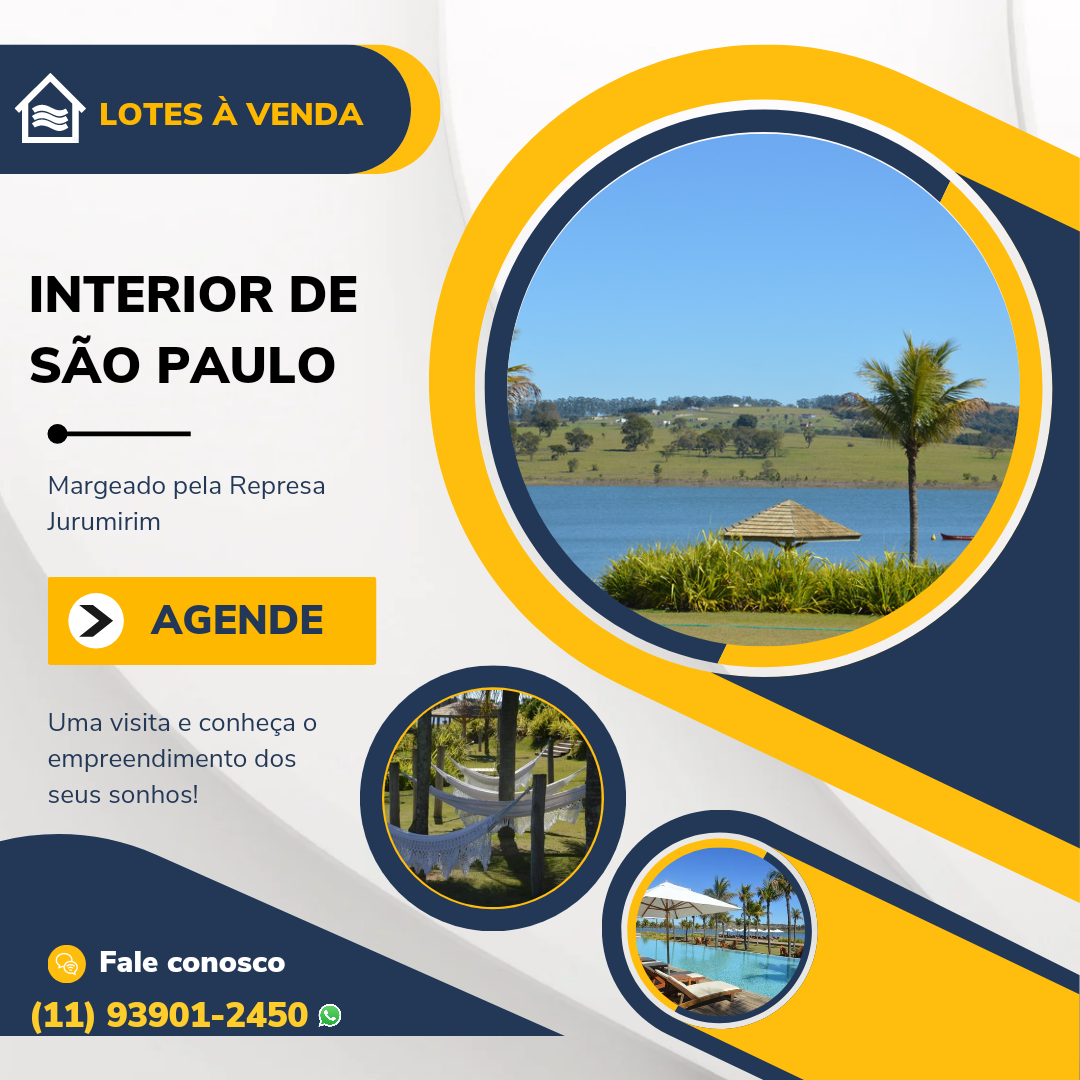 LOTES À VENDA
INTERIOR DE
SÃO PAULO
Margeado pela Represa
Jurumirim
AGENDE
Uma visita e conheça o
empreendimento dos
seus sonhos!
Fale conosco
(11) 93901-2450